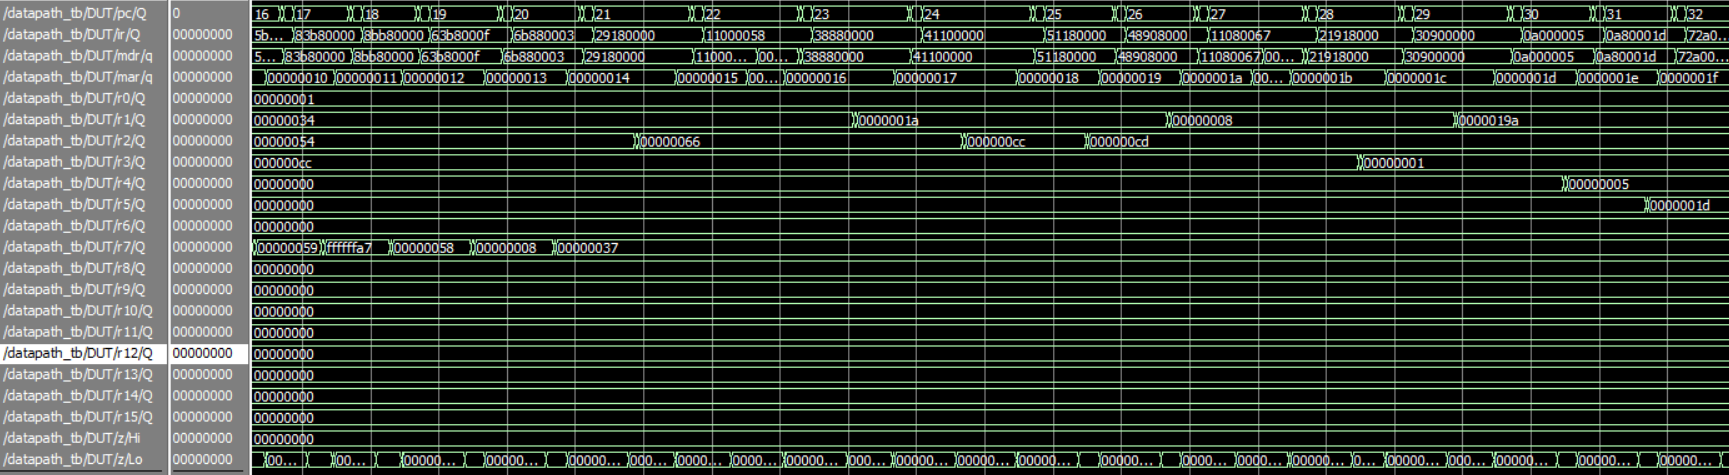 /datapath_tb/DUT/pc/Q 0 16 17 18 19 20 21 22 23 24 25 26 27 28 29 30 31 32
/datapath_tb/DUT/ir/Q 00000000 5b... 83b80000 8bb80000 63b8000f 6b880003 29180000 11000058 38880000 41100000 51180000 48908000 11080067 21918000 30900000 0a000005 0a80001d 72a0...
/datapath_tb/DUT/mdr/q 00000000 5... 83b80000 8bb80000 63b8000f 6b880003 29180000 11000... 00... 38880000 41100000 51180000 48908000 11080067 00... 21918000 30900000 0a000005 0a80001d 72a00...
/datapath_tb/DUT/mar/q 00000000 00000010 00000011 00000012 00000013 00000014 00000015 00... 00000016 00000017 00000018 00000019 0000001a 00... 0000001b 0000001c 0000001d 0000001e 0000001f
/datapath_tb/DUT/r0/Q 00000000 00000001
/datapath_tb/DUT/r1/Q 00000000 00000034 0000001a 00000008 0000019a
/datapath_tb/DUT/r2/Q 00000000 00000054 00000066 000000cc 000000cd
/datapath_tb/DUT/r3/Q 00000000 000000cc 00000001
/datapath_tb/DUT/r4/Q 00000000 00000000 00000005
/datapath_tb/DUT/r5/Q 00000000 00000000 0000001d
/datapath_tb/DUT/r6/Q 00000000 00000000
/datapath_tb/DUT/r7/Q 00000000 00000059 ffffffa7 00000058 00000008 00000037
/datapath_tb/DUT/r8/Q 00000000 00000000
/datapath_tb/DUT/r9/Q 00000000 00000000
/datapath_tb/DUT/r10/Q 00000000 00000000
/datapath_tb/DUT/r11/Q 00000000 00000000
/datapath_tb/DUT/r12/Q 00000000 00000000
/datapath_tb/DUT/r13/Q 00000000 00000000
/datapath_tb/DUT/r14/Q 00000000 00000000
/datapath_tb/DUT/r15/Q 00000000 00000000
/datapath_tb/DUT/z/Hi 00000000 00000000
/datapath_tb/DUT/z/Lo 00000000 00... 00... 00000... 0000... 0000... 0000... 0000... 0000... 00000... 00... 0000... 0000... 00000... 0000... 0000... 0000... 0... 0000... 00000... 0000... 00000...